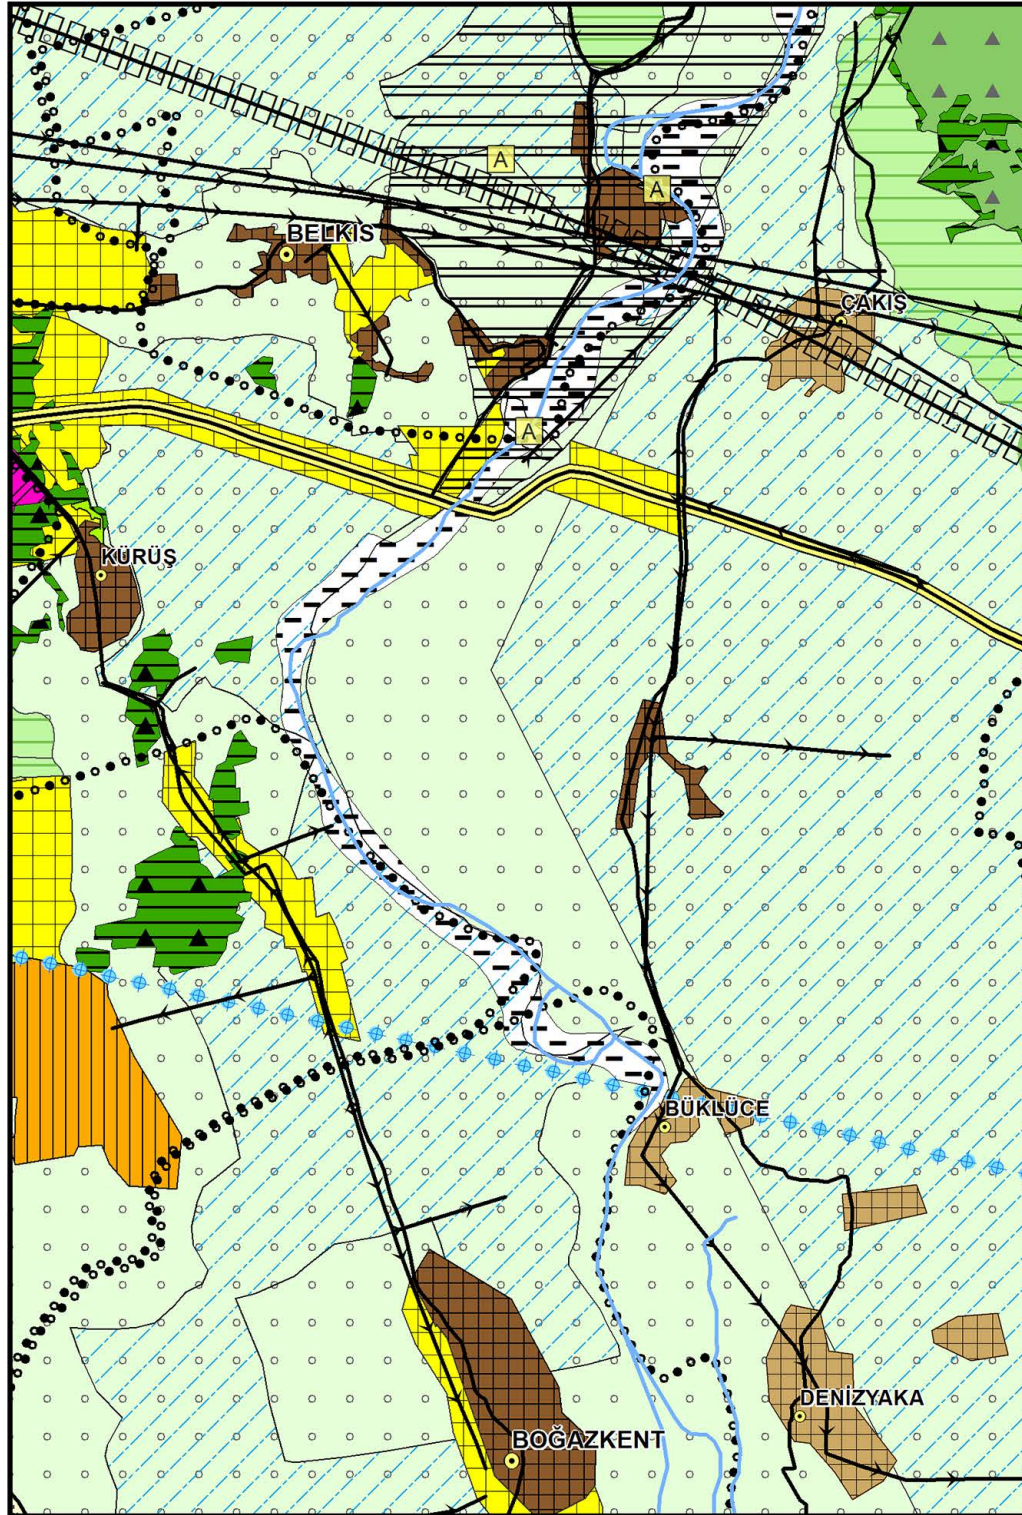 A
A
BELKIS
ÇAKIŞ
A
KÜRÜŞ
BÜKLÜCE
DENİZYAKA
BOĞAZKENT